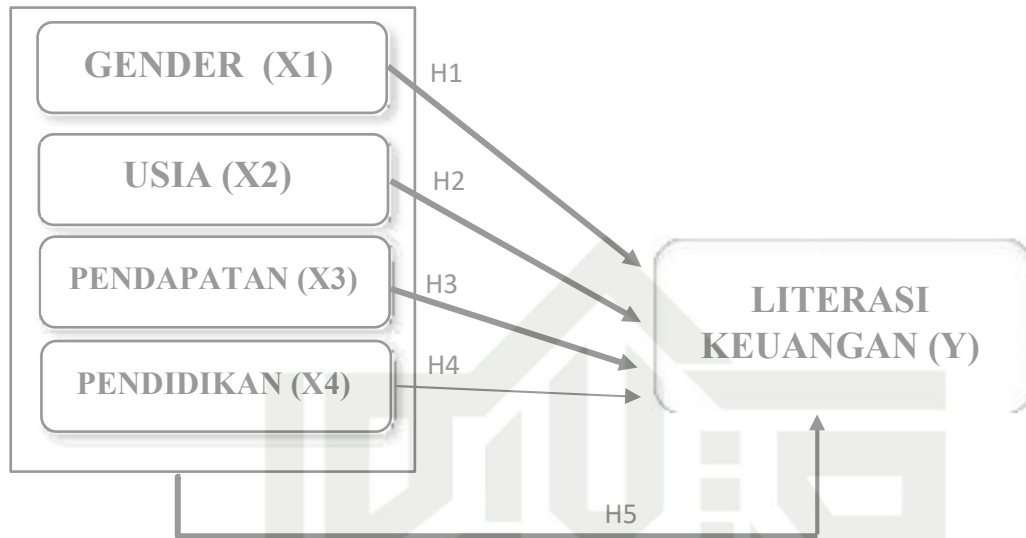 GENDER (X1)
H1
USIA (X2)
H2
PENDAPATAN (X3)
H3
PENDIDIKAN (X4)
H4
LITERASI
KEUANGAN (Y)
H5